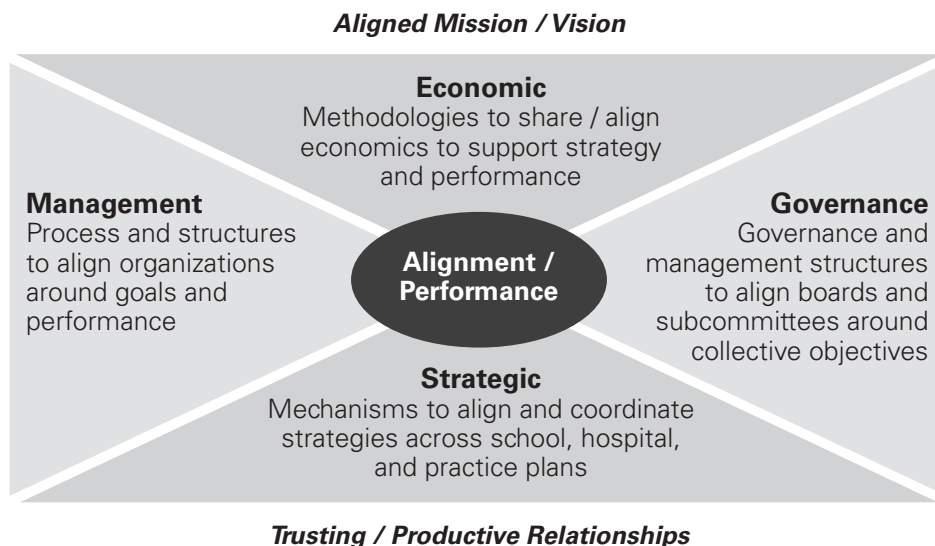 Aligned Mission / Vision
Economic
Methodologies to share / align
economics to support strategy
and performance
Management
Process and structures
to align organizations
around goals and
performance
Alignment /
Performance
Governance
Governance and
management structures
to align boards and
subcommittees around
collective objectives
Strategic
Mechanisms to align and coordinate
strategies across school, hospital,
and practice plans
Trusting / Productive Relationships